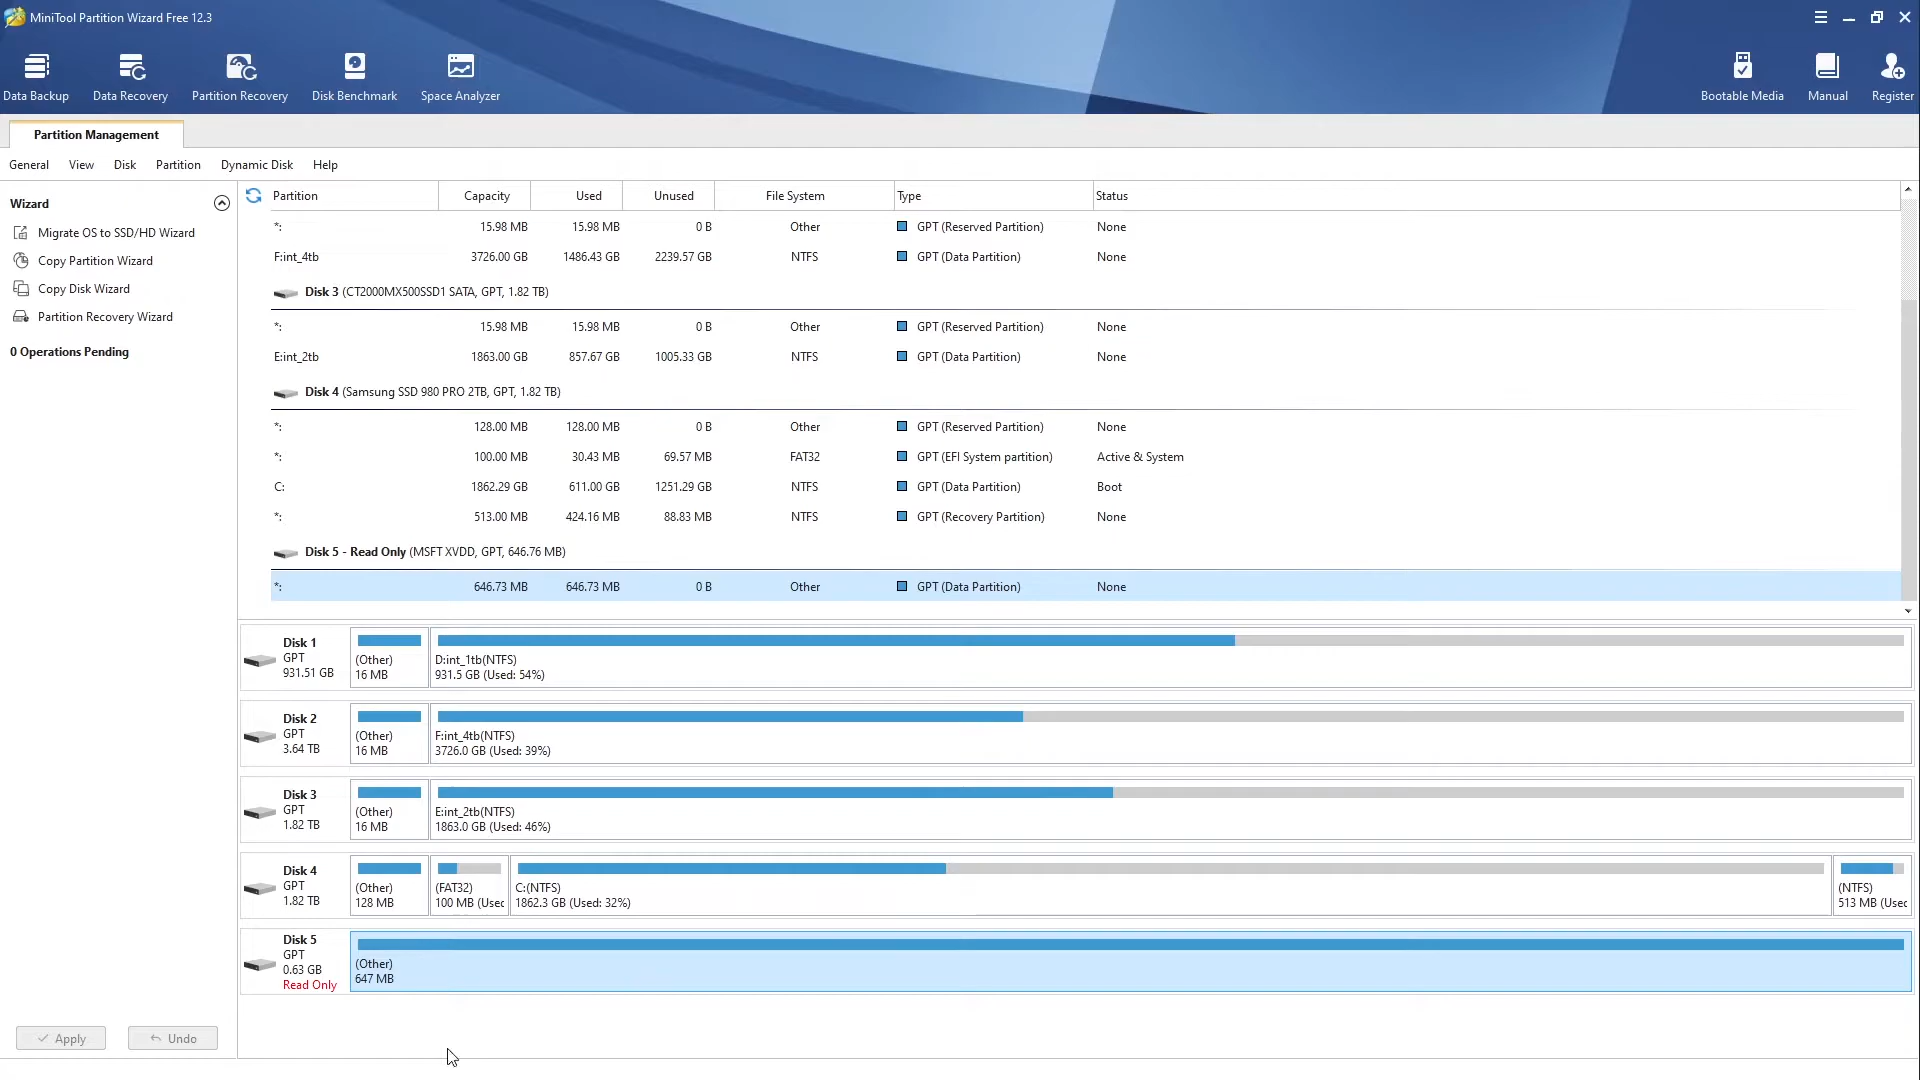 MiniTool Partition Wizard Free 12.3
Data Backup Data Recovery Partition Recovery Disk Benchmark Space Analyzer Bootable Media Manual Register
Partition Management
General View Disk Partition Dynamic Disk Help
Wizard
Migrate OS to SSD/HD Wizard
Copy Partition Wizard
Copy Disk Wizard
Partition Recovery Wizard
0 Operations Pending
Partition Capacity Used Unused File System Type Status
*: 15.98 MB 15.98 MB 0 B Other GPT (Reserved Partition) None
F:int_4tb 3726.00 GB 1486.43 GB 2239.57 GB NTFS GPT (Data Partition) None
Disk 3 (CT2000MX500SSD1 SATA, GPT, 1.82 TB)
*: 15.98 MB 15.98 MB 0 B Other GPT (Reserved Partition) None
E:int_2tb 1863.00 GB 857.67 GB 1005.33 GB NTFS GPT (Data Partition) None
Disk 4 (Samsung SSD 980 PRO 2TB, GPT, 1.82 TB)
*: 128.00 MB 128.00 MB 0 B Other GPT (Reserved Partition) None
*: 100.00 MB 30.43 MB 69.57 MB FAT32 GPT (EFI System partition) Active & System
C: 1862.29 GB 611.00 GB 1251.29 GB NTFS GPT (Data Partition) Boot
*: 513.00 MB 424.16 MB 88.83 MB NTFS GPT (Recovery Partition) None
Disk 5 - Read Only (MSFT XVDD, GPT, 646.76 MB)
*: 646.73 MB 646.73 MB 0 B Other GPT (Data Partition) None
Disk 1
GPT
931.51 GB
(Other)
16 MB
D:int_1tb(NTFS)
931.5 GB (Used: 54%)
Disk 2
GPT
3.64 TB
(Other)
16 MB
F:int_4tb(NTFS)
3726.0 GB (Used: 39%)
Disk 3
GPT
1.82 TB
(Other)
16 MB
E:int_2tb(NTFS)
1863.0 GB (Used: 46%)
Disk 4
GPT
1.82 TB
(Other)
128 MB
(FAT32)
100 MB (Usec
C:(NTFS)
1862.3 GB (Used: 32%)
(NTFS)
513 MB (Usec
Disk 5
GPT
0.63 GB
Read Only
(Other)
647 MB
Apply Undo